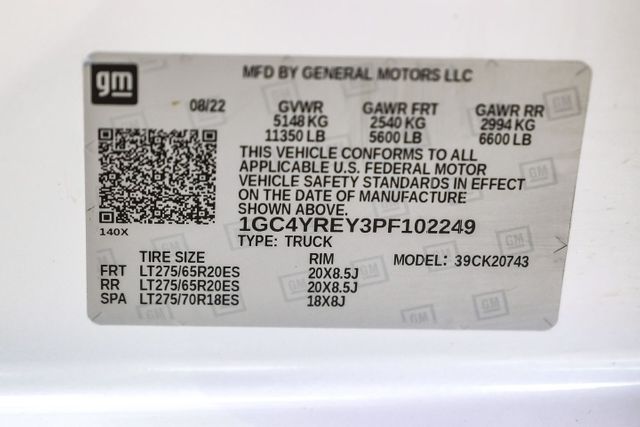 gm
MFD BY GENERAL MOTORS LLC
08/22 GVWR GAWR FRT GAWR RR
5148 KG 2540 KG 2994 KG
11350 LB 5600 LB 6600 LB
THIS VEHICLE CONFORMS TO ALL
APPLICABLE U.S. FEDERAL MOTOR
VEHICLE SAFETY STANDARDS IN EFFECT
ON THE DATE OF MANUFACTURE
SHOWN ABOVE.
140X
1GC4YREY3PF102249
TYPE: TRUCK
TIRE SIZE RIM MODEL: 39CK20743
FRT LT275/65R20ES 20X8.5J
RR LT275/65R20ES 20X8.5J
SPA LT275/70R18ES 18X8J